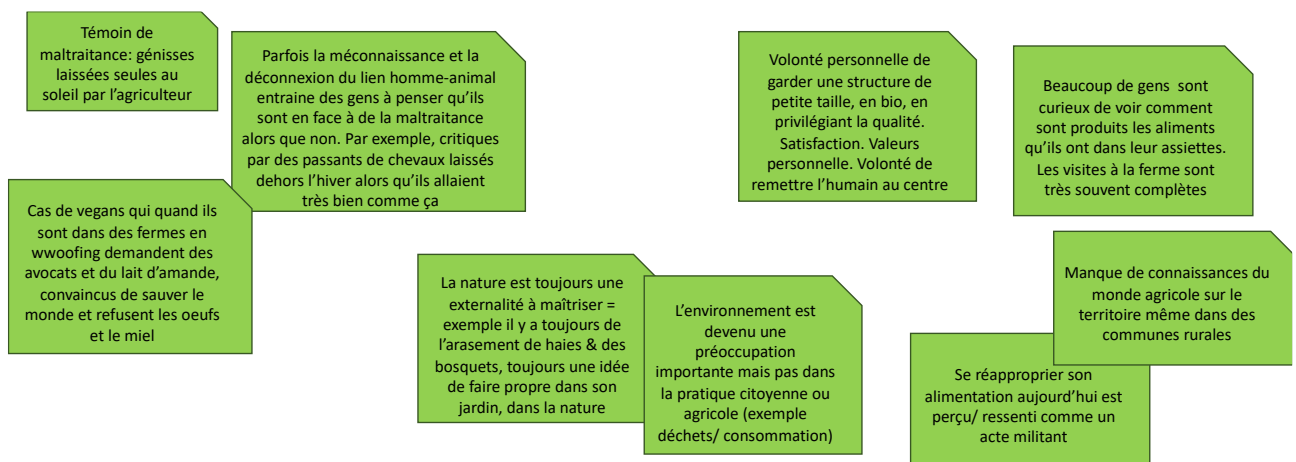 Témoin de
maltraitance: génisses
laissées seules au
soleil par l'agriculteur
Parfois la méconnaissance et la
déconnexion du lien homme-animal
entraine des gens à penser qu'ils
sont en face à de la maltraitance
alors que non. Par exemple, critiques
par des passants de chevaux laissés
dehors l'hiver alors qu'ils allaient
très bien comme ça
Cas de vegans qui quand ils
sont dans des fermes en
wwoofing demandent des
avocats et du lait d'amande,
convaincus de sauver le
monde et refusent les oeufs
et le miel
La nature est toujours une
externalité à maîtriser =
exemple il y a toujours de
l'arasement de haies & des
bosquets, toujours une idée
de faire propre dans son
jardin, dans la nature
L'environnement est
devenu une
préoccupation
importante mais pas dans
la pratique citoyenne ou
agricole (exemple
déchets/ consommation)
Volonté personnelle de
garder une structure de
petite taille, en bio, en
privilégiant la qualité.
Satisfaction. Valeurs
personnelle. Volonté de
remettre l'humain au centre
Beaucoup de gens sont
curieux de voir comment
sont produits les aliments
qu'ils ont dans leur assiettes.
Les visites à la ferme sont
très souvent complètes
Manque de connaissances du
monde agricole sur le
territoire même dans des
communes rurales
Se réapproprier son
alimentation aujourd'hui est
perçu/ ressenti comme un
acte militant